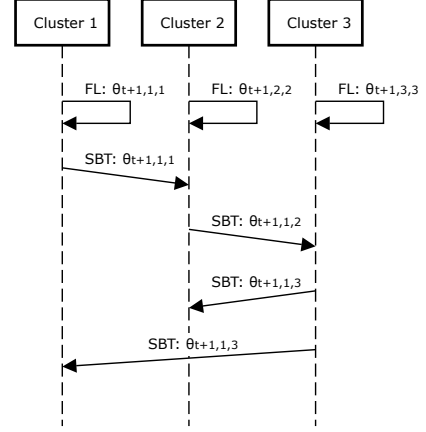 Cluster 1 Cluster 2 Cluster 3
FL: θt+1,1,1 FL: θt+1,2,2 FL: θt+1,3,3
SBT: θt+1,1,1
SBT: θt+1,1,2
SBT: θt+1,1,3
SBT: θt+1,1,3